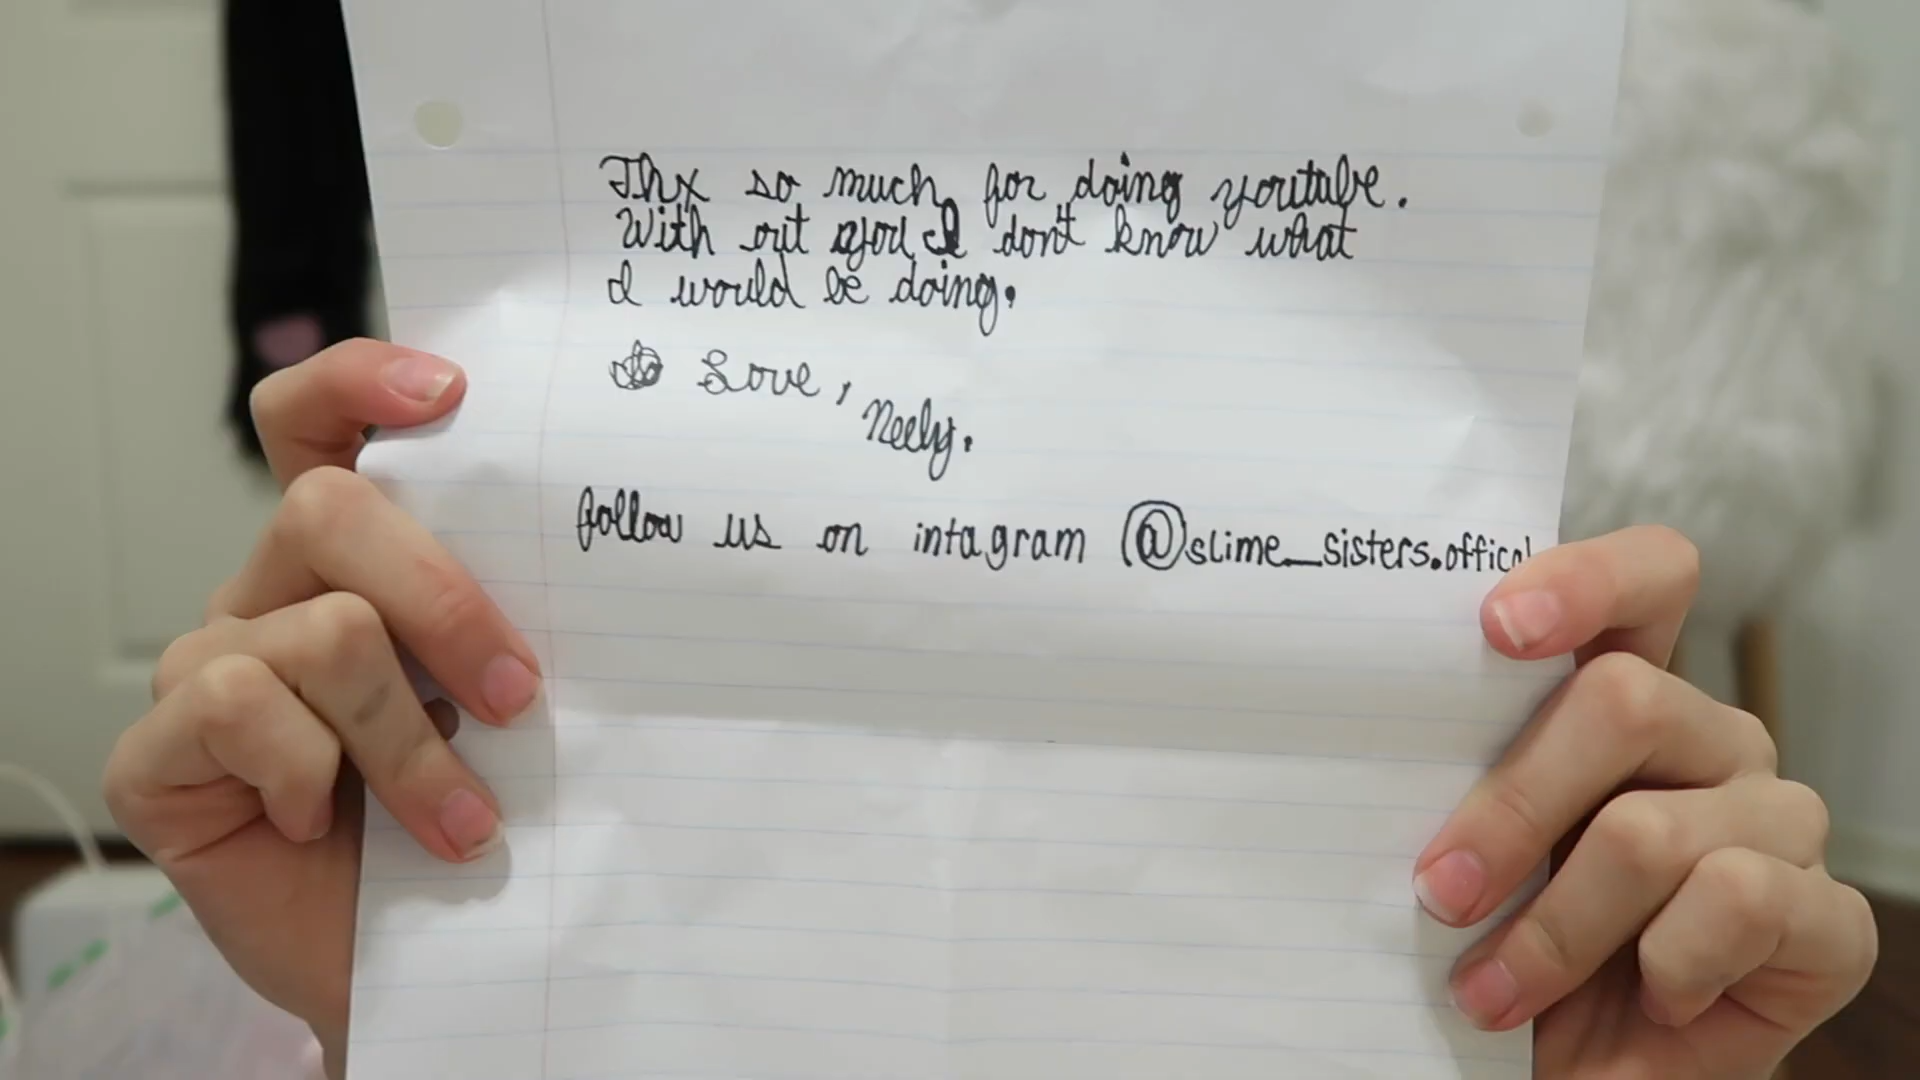 Thx so much for doing youtube.
With out you I don't know what
I would be doing.
Love,
Neely.
follow us on intagram @slime_sisters.offical